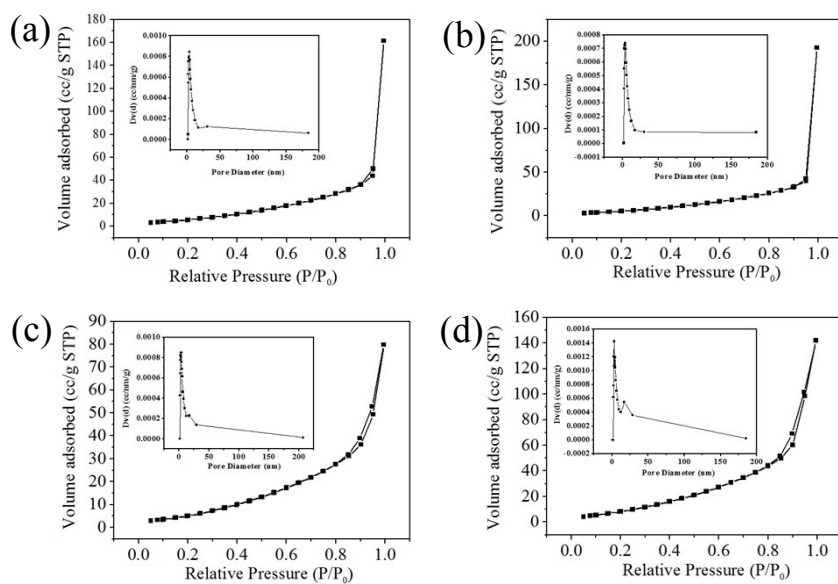 (a)
Volume adsorbed (cc/g STP)
180
160
140
120
100
80
60
40
20
0
0.0 0.2 0.4 0.6 0.8 1.0
Relative Pressure (P/P₀)
Dv(d) (cc/nm/g)
0.0010
0.0008
0.0006
0.0004
0.0002
0.0000
0 50 100 150 200
Pore Diameter (nm)
(b)
Volume adsorbed (cc/g STP)
200
150
100
50
0
0.0 0.2 0.4 0.6 0.8 1.0
Relative Pressure (P/P₀)
Dv(d) (cc/nm/g)
0.0008
0.0007
0.0006
0.0005
0.0004
0.0003
0.0002
0.0001
0.0000
-0.0001
0 50 100 150 200
Pore Diameter (nm)
(c)
Volume adsorbed (cc/g STP)
90
80
70
60
50
40
30
20
10
0
0.0 0.2 0.4 0.6 0.8 1.0
Relative Pressure (P/P₀)
Dv(d) (cc/nm/g)
0.0010
0.0008
0.0006
0.0004
0.0002
0.0000
0 50 100 150 200
Pore Diameter (nm)
(d)
Volume adsorbed (cc/g STP)
160
140
120
100
80
60
40
20
0
0.0 0.2 0.4 0.6 0.8 1.0
Relative Pressure (P/P₀)
Dv(d) (cc/nm/g)
0.0016
0.0014
0.0012
0.0010
0.0008
0.0006
0.0004
0.0002
0.0000
-0.0002
0 50 100 150 200
Pore Diameter (nm)